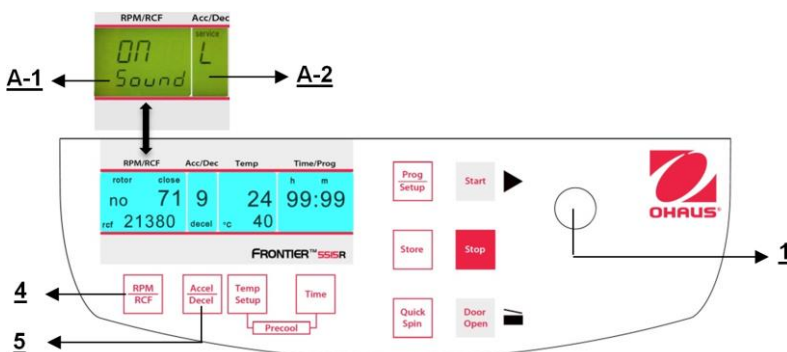 RPM/RCF Acc/Dec
service
ON L
Sound
A-1 A-2
RPM/RCF Acc/Dec Temp Time/Prog
rotor close h m
no 71 9 24 99:99
rcf 21380 decel °C 40
FRONTIER™ 5515R
Prog
Setup
Start
OHAUS®
Store
Stop
1
4
RPM
RCF
Accel
Decel
Temp
Setup
Time
Precool
Quick
Spin
Door
Open
5